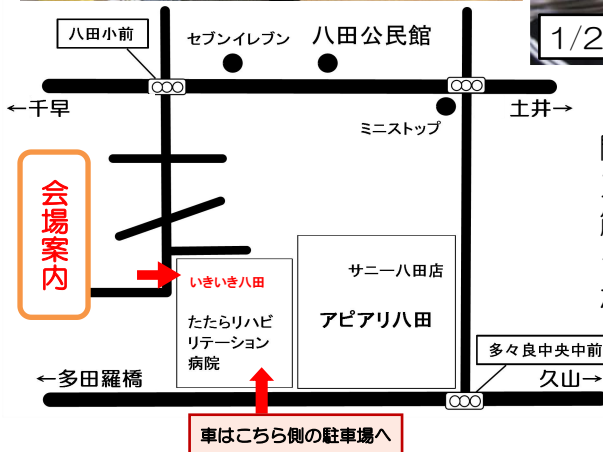 八田小前
セブンイレブン
八田公民館
1/2
←千早
土井→
ミニストップ
会場案内
いきいき八田
サニー八田店
たたらリハビ
リテーション
病院
アピアリ八田
多々良中央中前
←多田羅橋
久山→
車はこちら側の駐車場へ